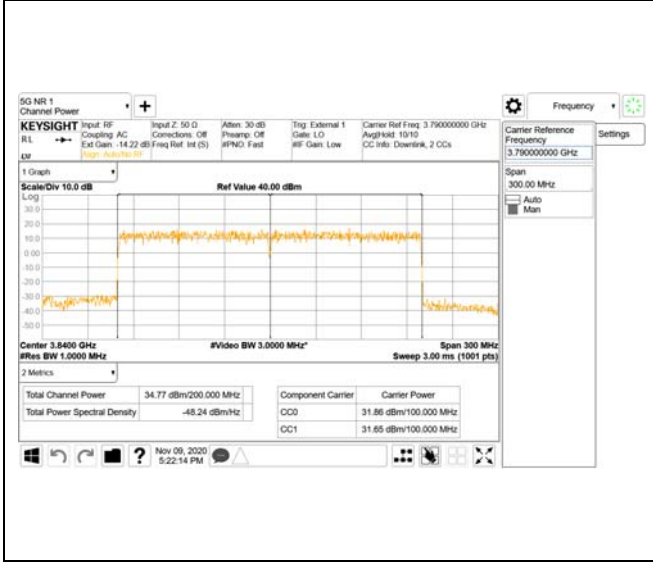 5G NR 1
Channel Power
Frequency
KEYSIGHT
RL
Input: RF
Coupling: AC
Ext Gain: -14.22 dB
Align: Auto/No RF
Input Z: 50 Ω
Corrections: Off
Freq Ref: Int (S)
Atten: 30 dB
Preamp: Off
#PNO: Fast
Trig: External 1
Gate: LO
#IF Gain: Low
Carrier Ref Freq: 3.790000000 GHz
Avg|Hold: 10/10
CC Info: Downlink, 2 CCs
Carrier Reference
Frequency
3.790000000 GHz
Settings
Span
300.00 MHz
Auto
Man
1 Graph
Scale/Div 10.0 dB
Ref Value 40.00 dBm
Log
30.0
20.0
10.0
0.00
-10.0
-20.0
-30.0
-40.0
-50.0
Center 3.8400 GHz
#Video BW 3.0000 MHz*
Span 300 MHz
#Res BW 1.0000 MHz
Sweep 3.00 ms (1001 pts)
2 Metrics
Total Channel Power 34.77 dBm/200.000 MHz
Total Power Spectral Density -48.24 dBm/Hz
Component Carrier Carrier Power
CC0 31.86 dBm/100.000 MHz
CC1 31.65 dBm/100.000 MHz
?
Nov 09, 2020
5:22:14 PM